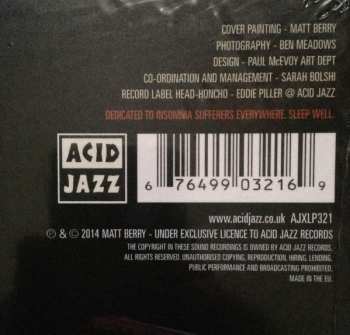 COVER PAINTING - MATT BERRY
PHOTOGRAPHY - BEN MEADOWS
DESIGN - PAUL McEVOY ART DEPT
CO-ORDINATION AND MANAGEMENT - SARAH BOLSHI
RECORD LABEL HEAD-HONCHO - EDDIE PILLER @ ACID JAZZ
DEDICATED TO INSOMNIA SUFFERERS EVERYWHERE. SLEEP WELL.
ACID
JAZZ
6 76499 03216 9
www.acidjazz.co.uk AJXLP321
℗ & © 2014 MATT BERRY - UNDER EXCLUSIVE LICENCE TO ACID JAZZ RECORDS
THE COPYRIGHT IN THESE SOUND RECORDINGS IS OWNED BY ACID JAZZ RECORDS,
ALL RIGHTS RESERVED. UNAUTHORISED COPYING, REPRODUCTION, HIRING, LENDING,
PUBLIC PERFORMANCE AND BROADCASTING PROHIBITED.
MADE IN THE EU.